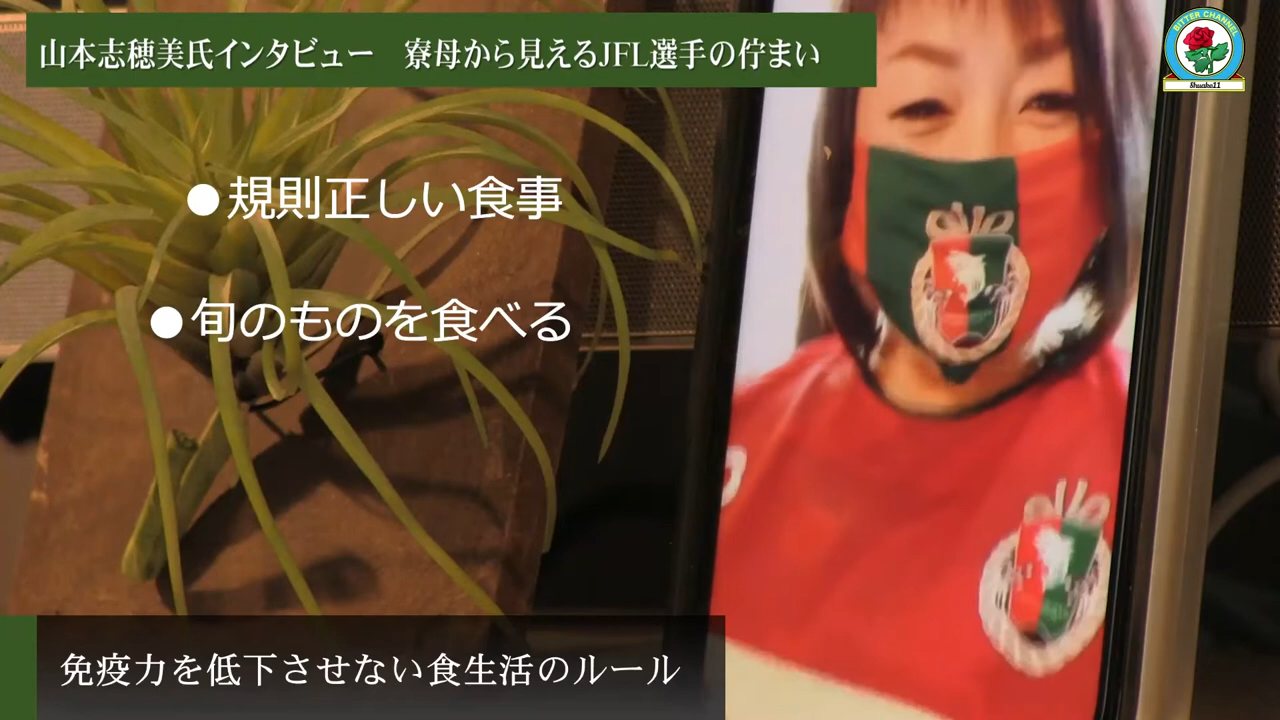 山本志穂美氏インタビュー　寮母から見えるJFL選手の佇まい
RITTER CHANNEL
Shuako11
●規則正しい食事
●旬のものを食べる
免疫力を低下させない食生活のルール